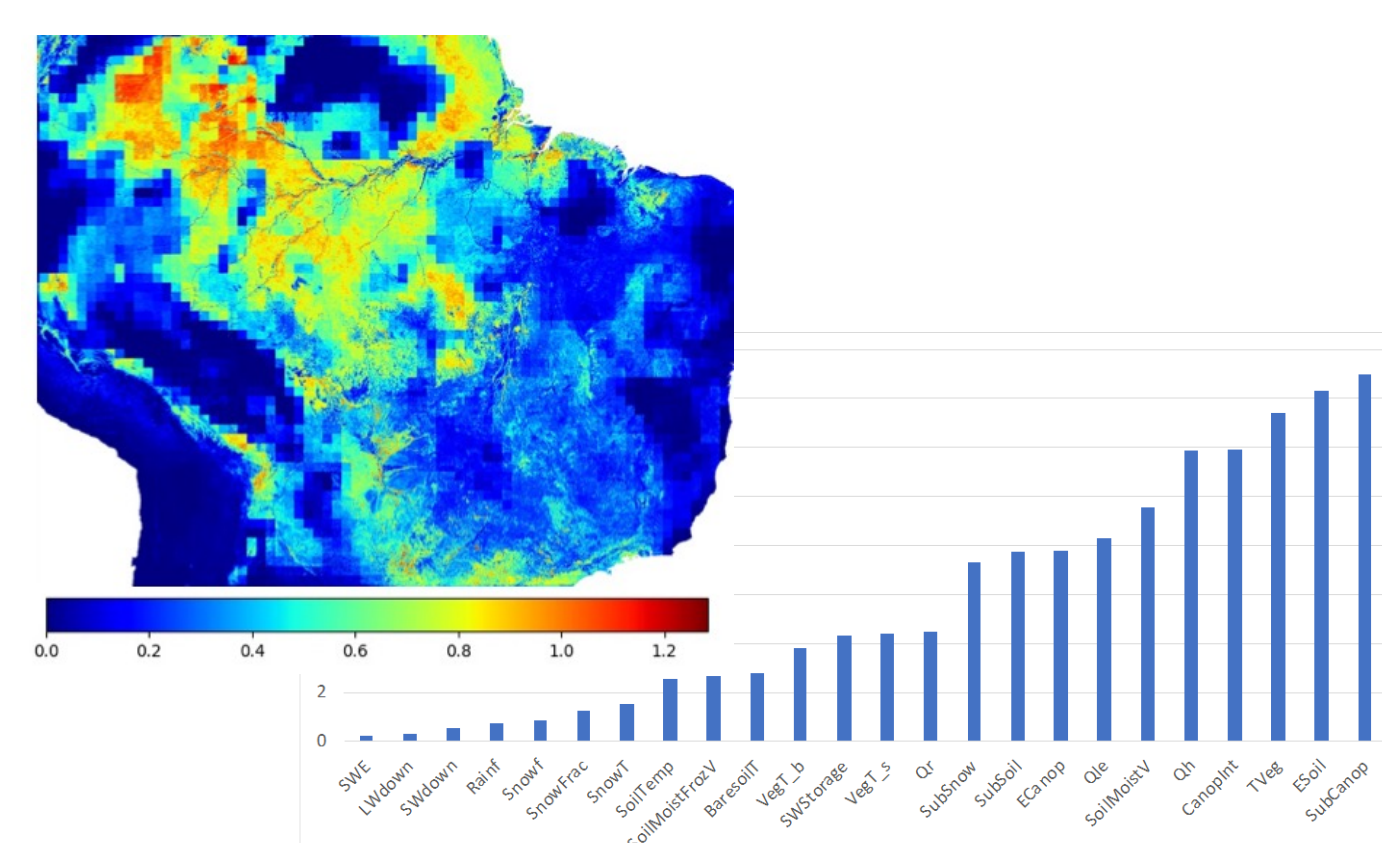 0.0 0.2 0.4 0.6 0.8 1.0 1.2
2
0
SWE
LWdown
SWdown
Rainf
Snowf
SnowFrac
SnowT
SoilTemp
SoilMoistFrozV
BaresoilT
VegT_b
SWStorage
VegT_s
Qr
SubSnow
SubSoil
ECanop
Qle
SoilMoistV
Qh
CanopInt
TVeg
ESoil
SubCanop